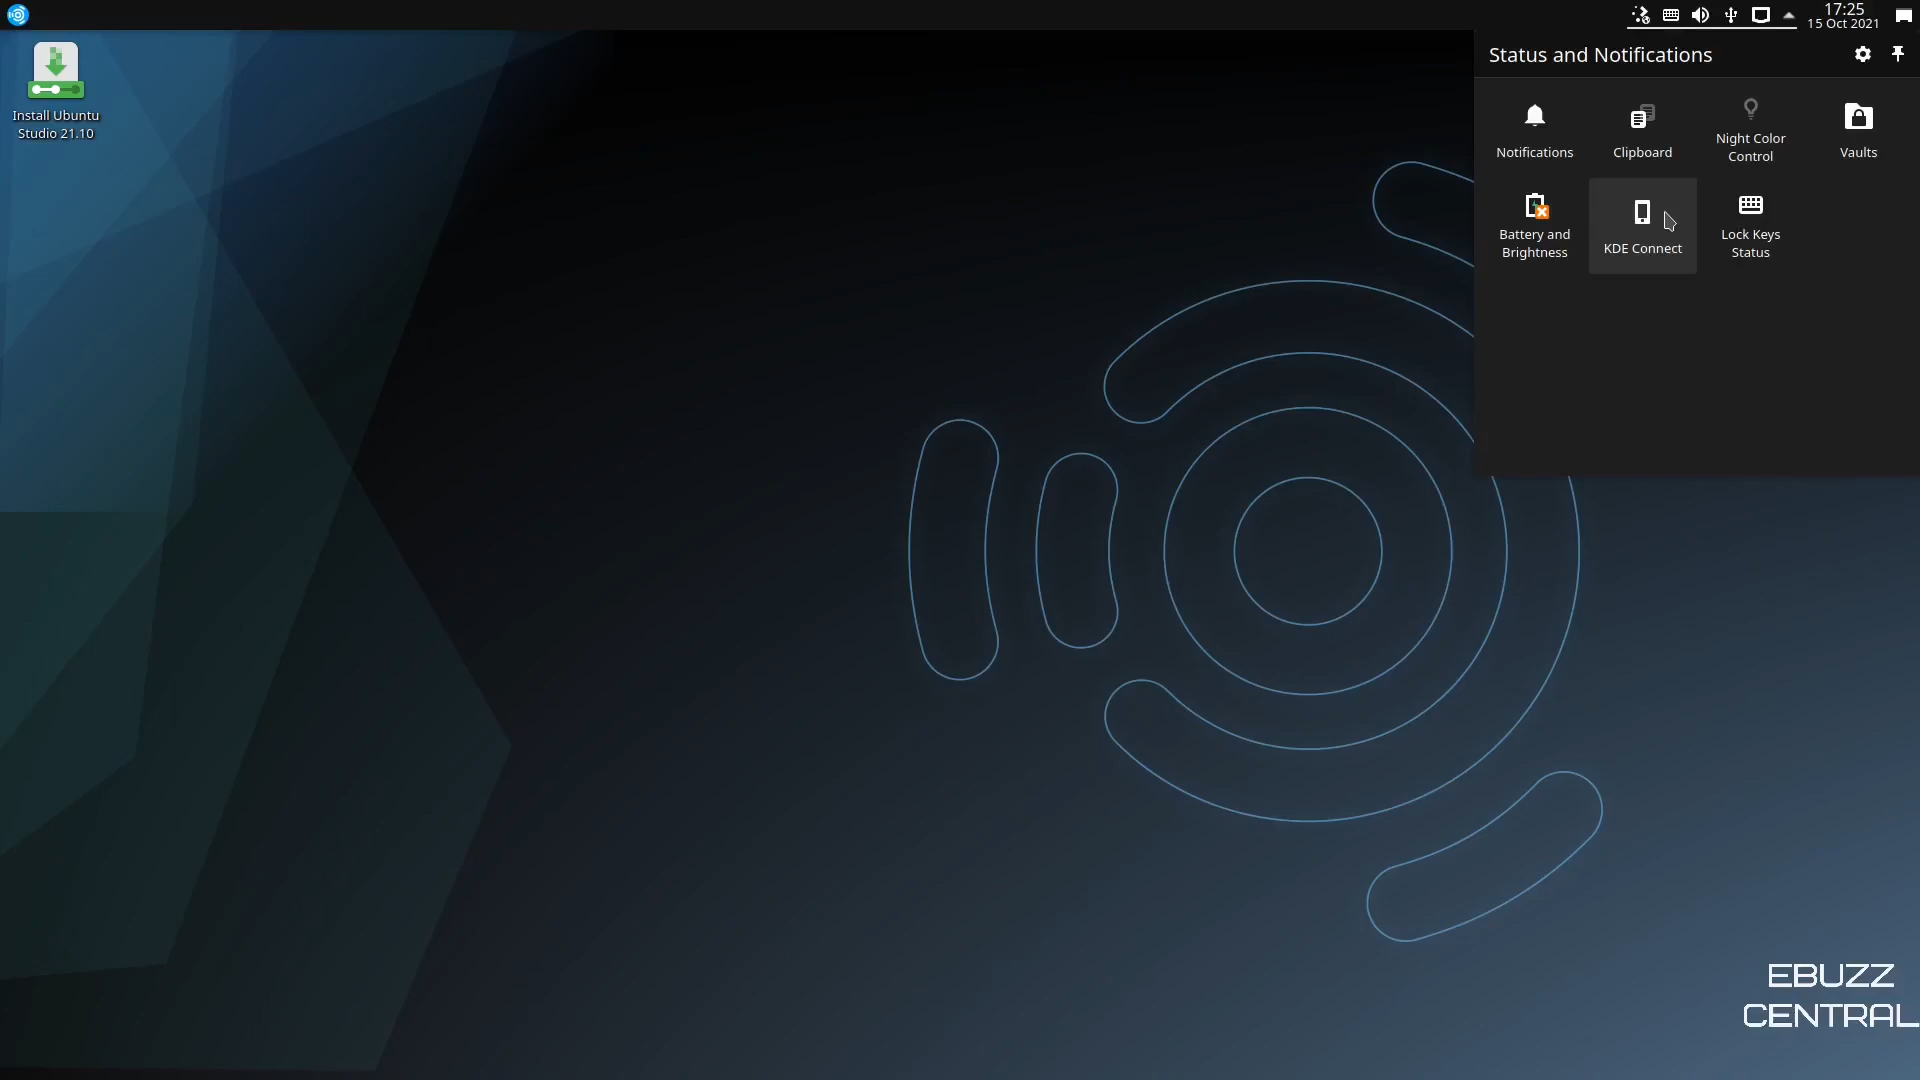 17:25
15 Oct 2021
Install Ubuntu
Studio 21.10
Status and Notifications
Notifications
Clipboard
Night Color
Control
Vaults
Battery and
Brightness
KDE Connect
Lock Keys
Status
EBUZZ
CENTRAL